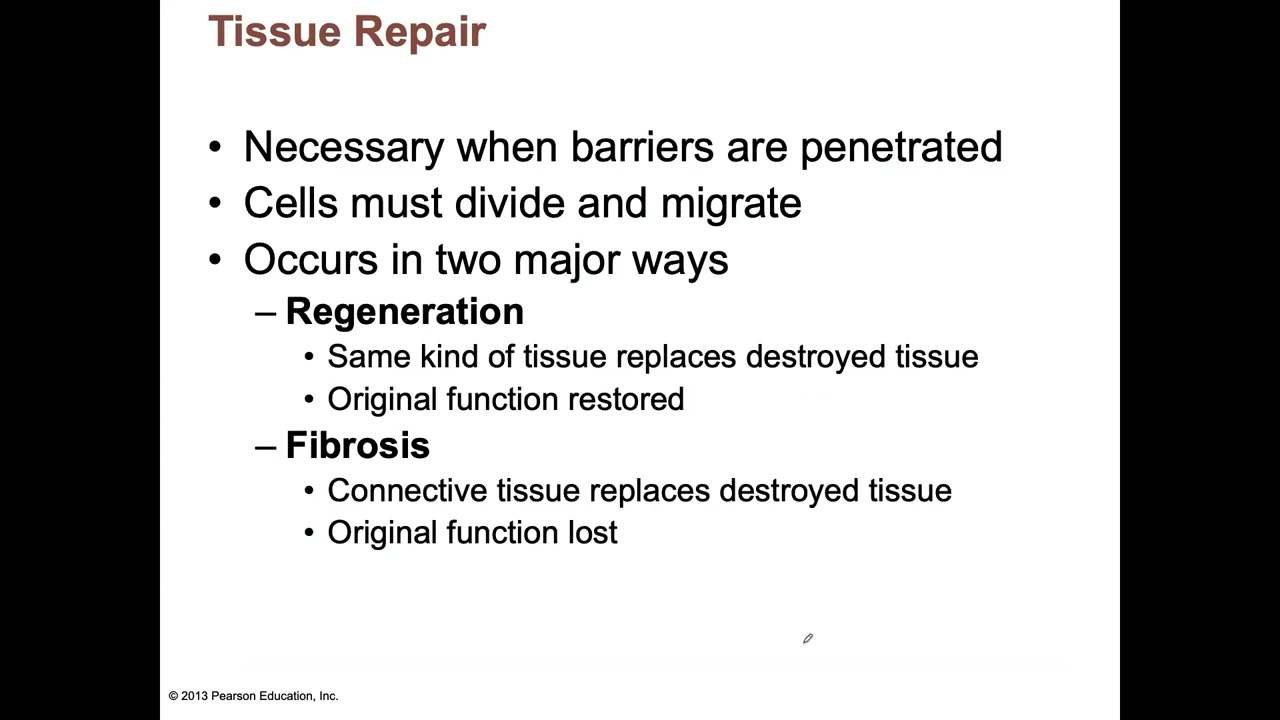 Tissue Repair
• Necessary when barriers are penetrated
• Cells must divide and migrate
• Occurs in two major ways
– Regeneration
• Same kind of tissue replaces destroyed tissue
• Original function restored
– Fibrosis
• Connective tissue replaces destroyed tissue
• Original function lost
© 2013 Pearson Education, Inc.